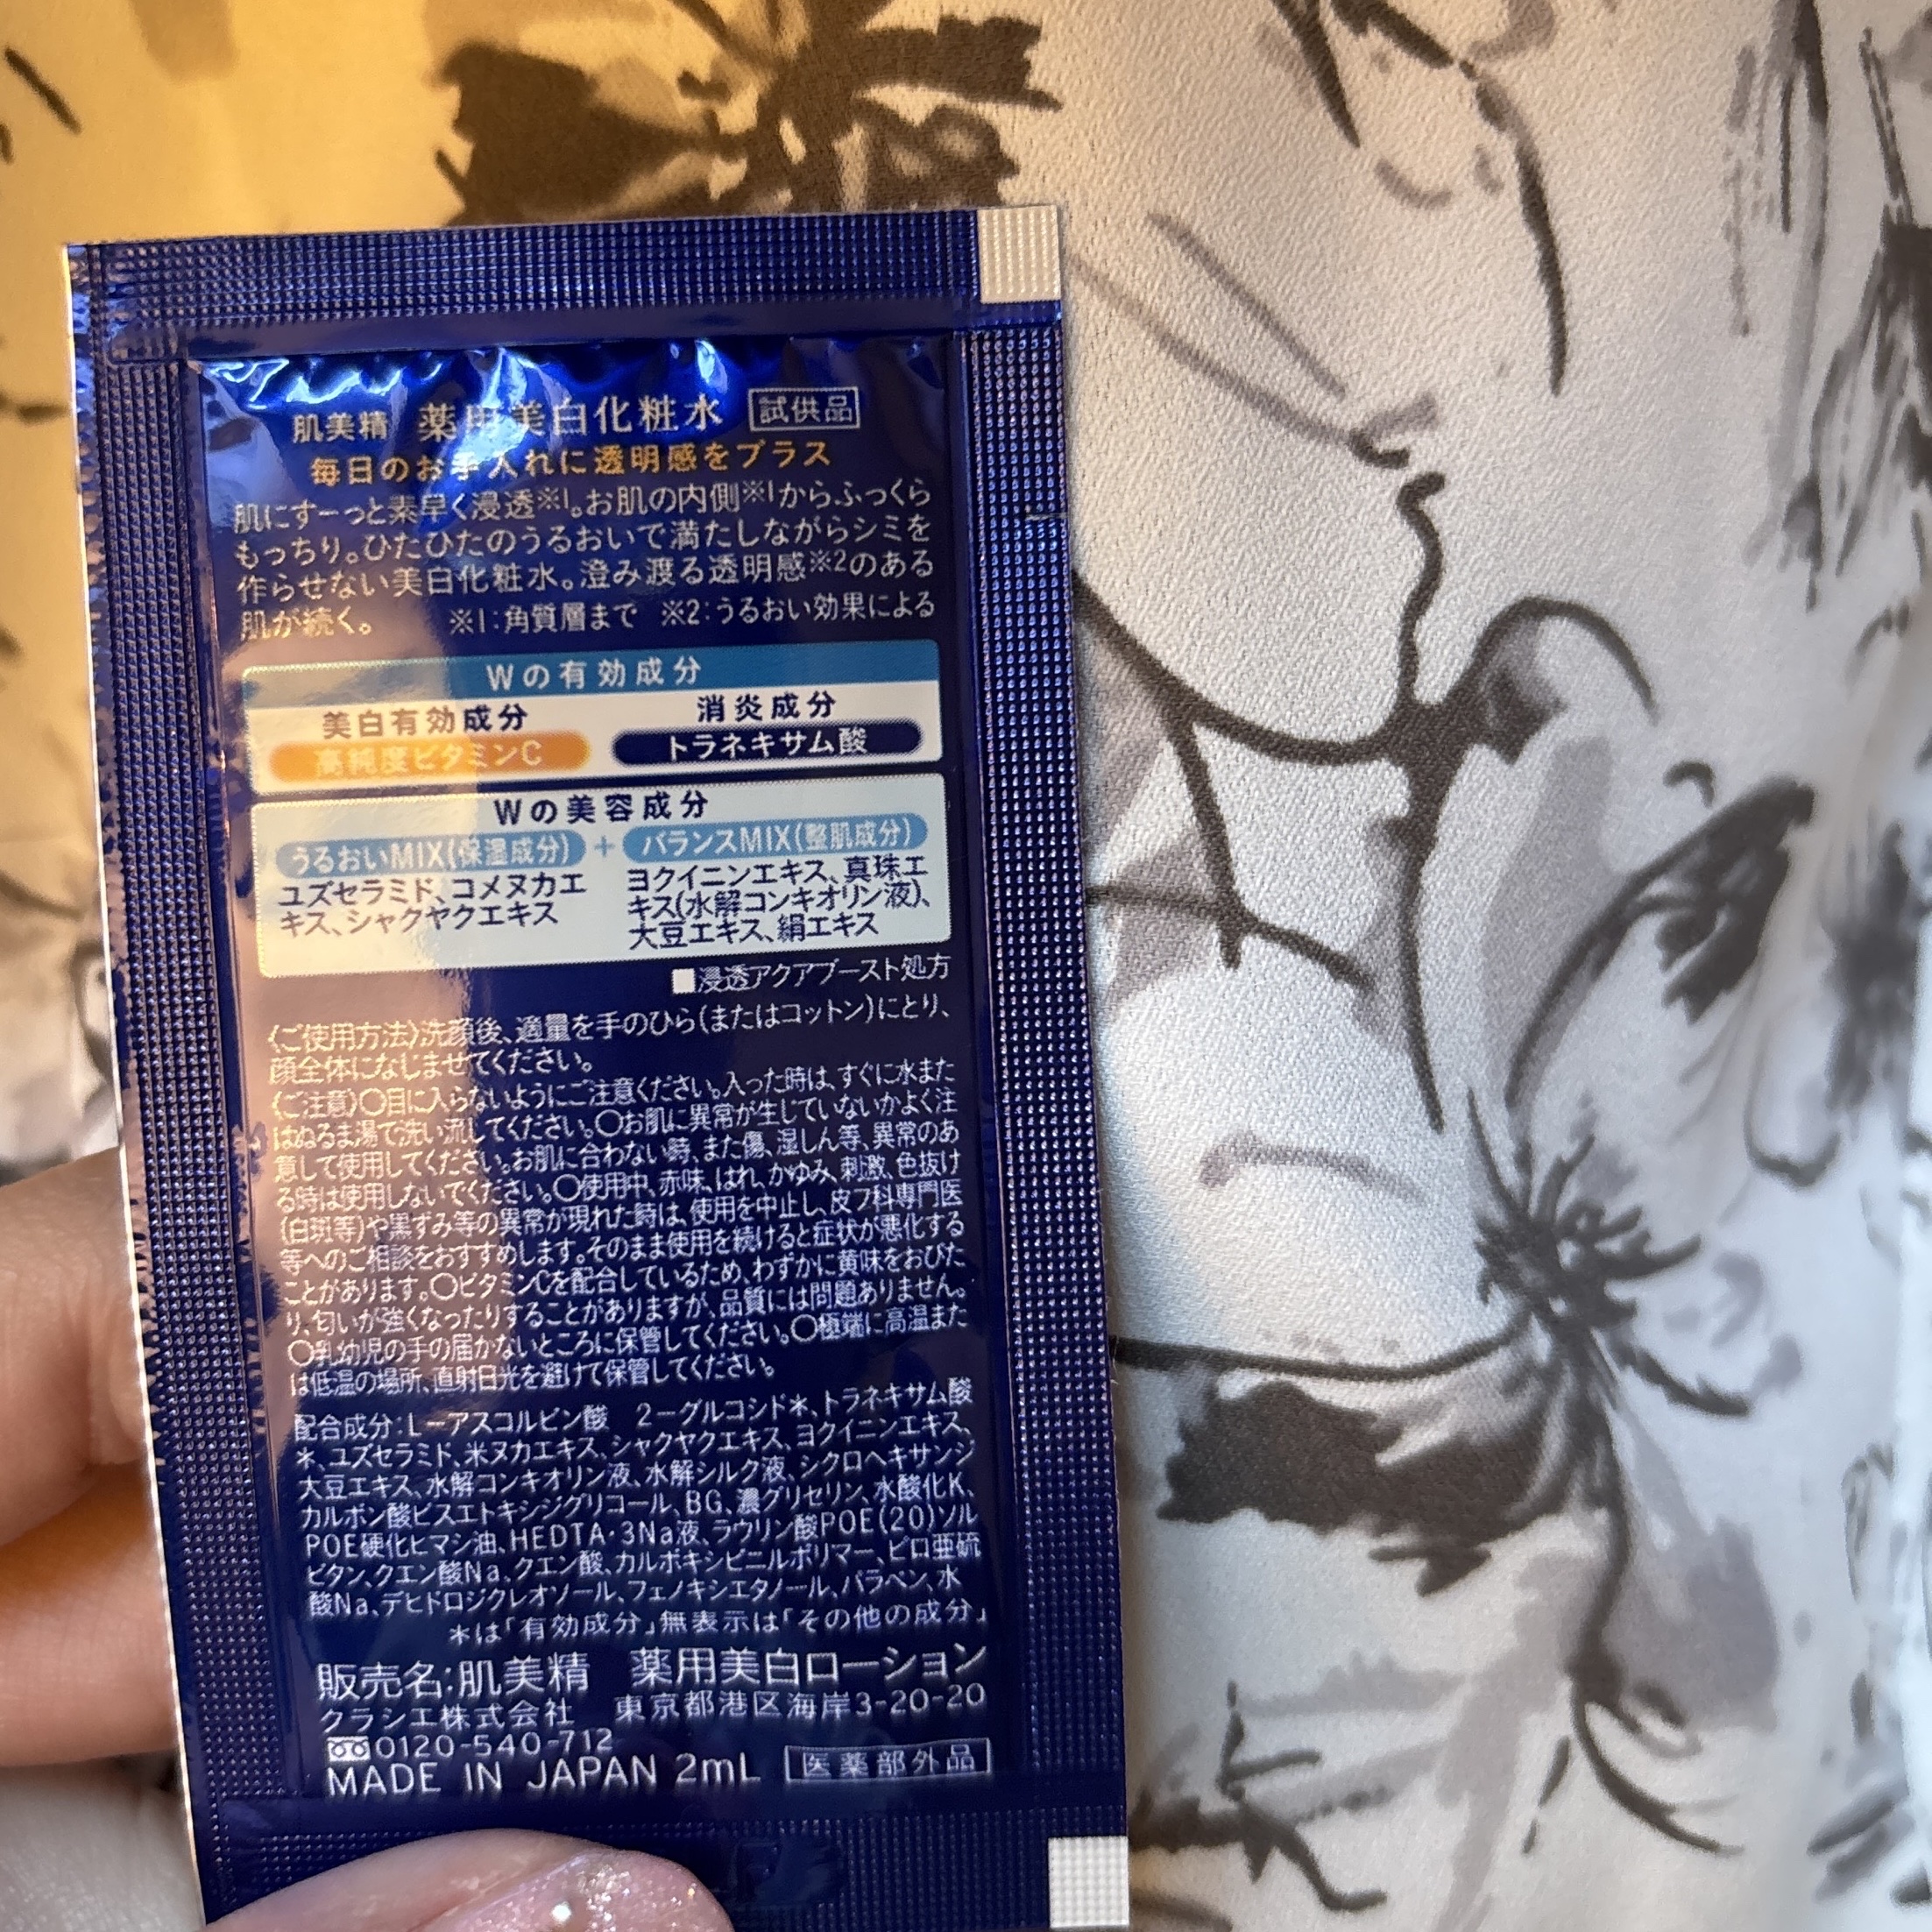 肌美精 薬用美白化粧水 試供品
毎日のお手入れに透明感をプラス
肌にすーっと素早く浸透※1。お肌の内側※1からふっくら
もっちり。ひたひたのうるおいで満たしながらシミを
作らせない美白化粧水。澄み渡る透明感※2のある
肌が続く。 ※1:角質層まで ※2:うるおい効果による
Wの有効成分
美白有効成分 消炎成分
高純度ビタミンC トラネキサム酸
Wの美容成分
うるおいMIX(保湿成分) + バランスMIX(整肌成分)
ユズセラミド、コメヌカエ
キス、シャクヤクエキス
ヨクイニンエキス、真珠エ
キス(水解コンキオリン液)、
大豆エキス、絹エキス
■浸透アクアブースト処方
〈ご使用方法〉洗顔後、適量を手のひら(またはコットン)にとり、
顔全体になじませてください。
〈ご注意〉○目に入らないようにご注意ください。入った時は、すぐに水また
はぬるま湯で洗い流してください。○お肌に異常が生じていないかよく注
意して使用してください。お肌に合わない時、また傷、湿しん等、異常のあ
る時は使用しないでください。○使用中、赤味、はれ、かゆみ、刺激、色抜け
(白斑等)や黒ずみ等の異常が現れた時は、使用を中止し、皮フ科専門医
等へのご相談をおすすめします。そのまま使用を続けると症状が悪化する
ことがあります。○ビタミンCを配合しているため、わずかに黄味をおびた
り、匂いが強くなったりすることがありますが、品質には問題ありません。
○乳幼児の手の届かないところに保管してください。○極端に高温また
は低温の場所、直射日光を避けて保管してください。
配合成分:L-アスコルビン酸 2-グルコシド*、トラネキサム酸
*、ユズセラミド、米ヌカエキス、シャクヤクエキス、ヨクイニンエキス、
大豆エキス、水解コンキオリン液、水解シルク液、シクロヘキサンジ
カルボン酸ビスエトキシジグリコール、BG、濃グリセリン、水酸化K、
POE硬化ヒマシ油、HEDTA・3Na液、ラウリン酸POE(20)ソル
ビタン、クエン酸Na、クエン酸、カルボキシビニルポリマー、ピロ亜硫
酸Na、デヒドロジクレオソール、フェノキシエタノール、パラベン、水
*は「有効成分」無表示は「その他の成分」
販売名:肌美精 薬用美白ローション
クラシエ株式会社 東京都港区海岸3-20-20
0120-540-712
MADE IN JAPAN 2mL 医薬部外品